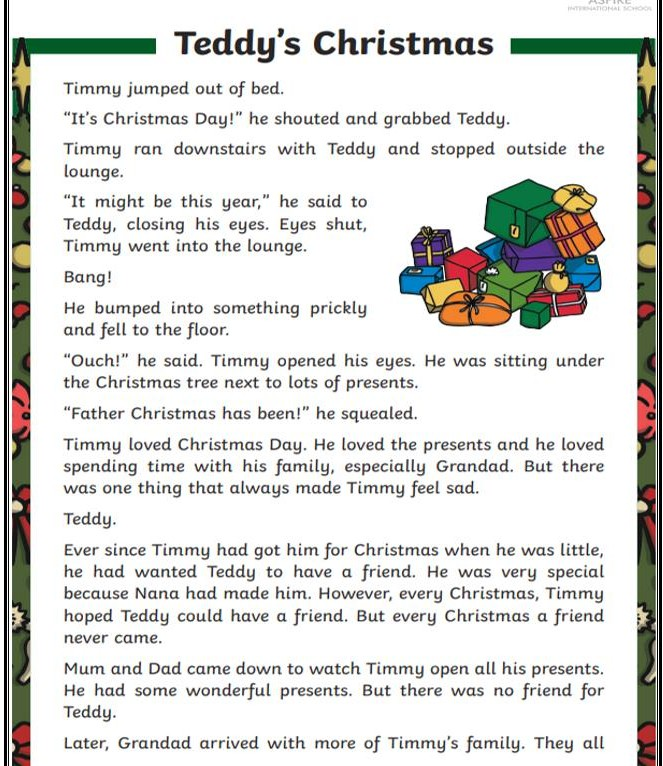 ASPIRE
INTERNATIONAL SCHOOL
Teddy's Christmas
Timmy jumped out of bed.
“It's Christmas Day!” he shouted and grabbed Teddy.
Timmy ran downstairs with Teddy and stopped outside the
lounge.
“It might be this year,” he said to
Teddy, closing his eyes. Eyes shut,
Timmy went into the lounge.
Bang!
He bumped into something prickly
and fell to the floor.
“Ouch!” he said. Timmy opened his eyes. He was sitting under
the Christmas tree next to lots of presents.
“Father Christmas has been!” he squealed.
Timmy loved Christmas Day. He loved the presents and he loved
spending time with his family, especially Grandad. But there
was one thing that always made Timmy feel sad.
Teddy.
Ever since Timmy had got him for Christmas when he was little,
he had wanted Teddy to have a friend. He was very special
because Nana had made him. However, every Christmas, Timmy
hoped Teddy could have a friend. But every Christmas a friend
never came.
Mum and Dad came down to watch Timmy open all his presents.
He had some wonderful presents. But there was no friend for
Teddy.
Later, Grandad arrived with more of Timmy's family. They all